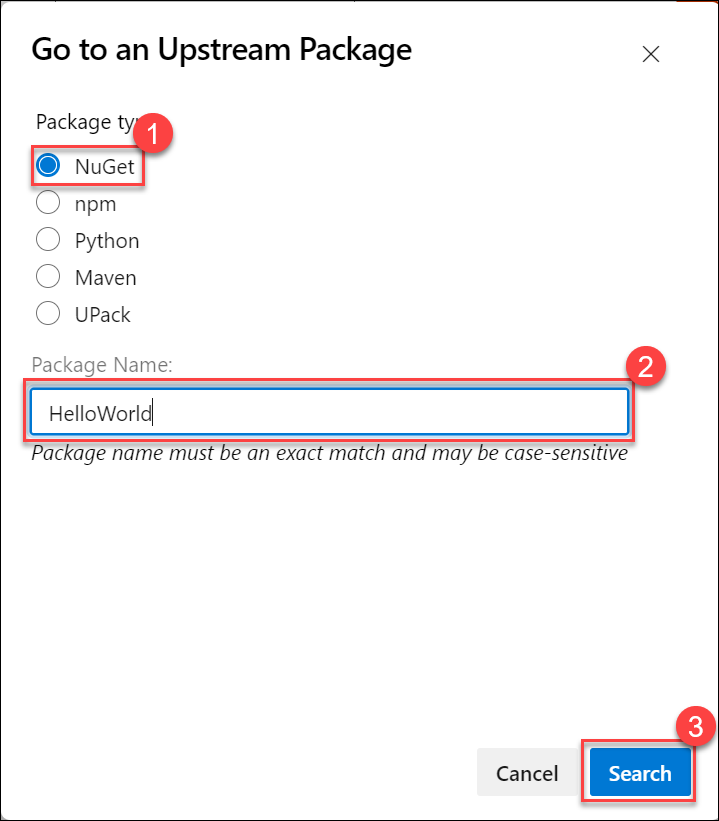 Go to an Upstream Package
Package ty
1
NuGet
npm
Python
Maven
UPack
Package Name:
2
HelloWorld
Package name must be an exact match and may be case-sensitive
3
Cancel
Search